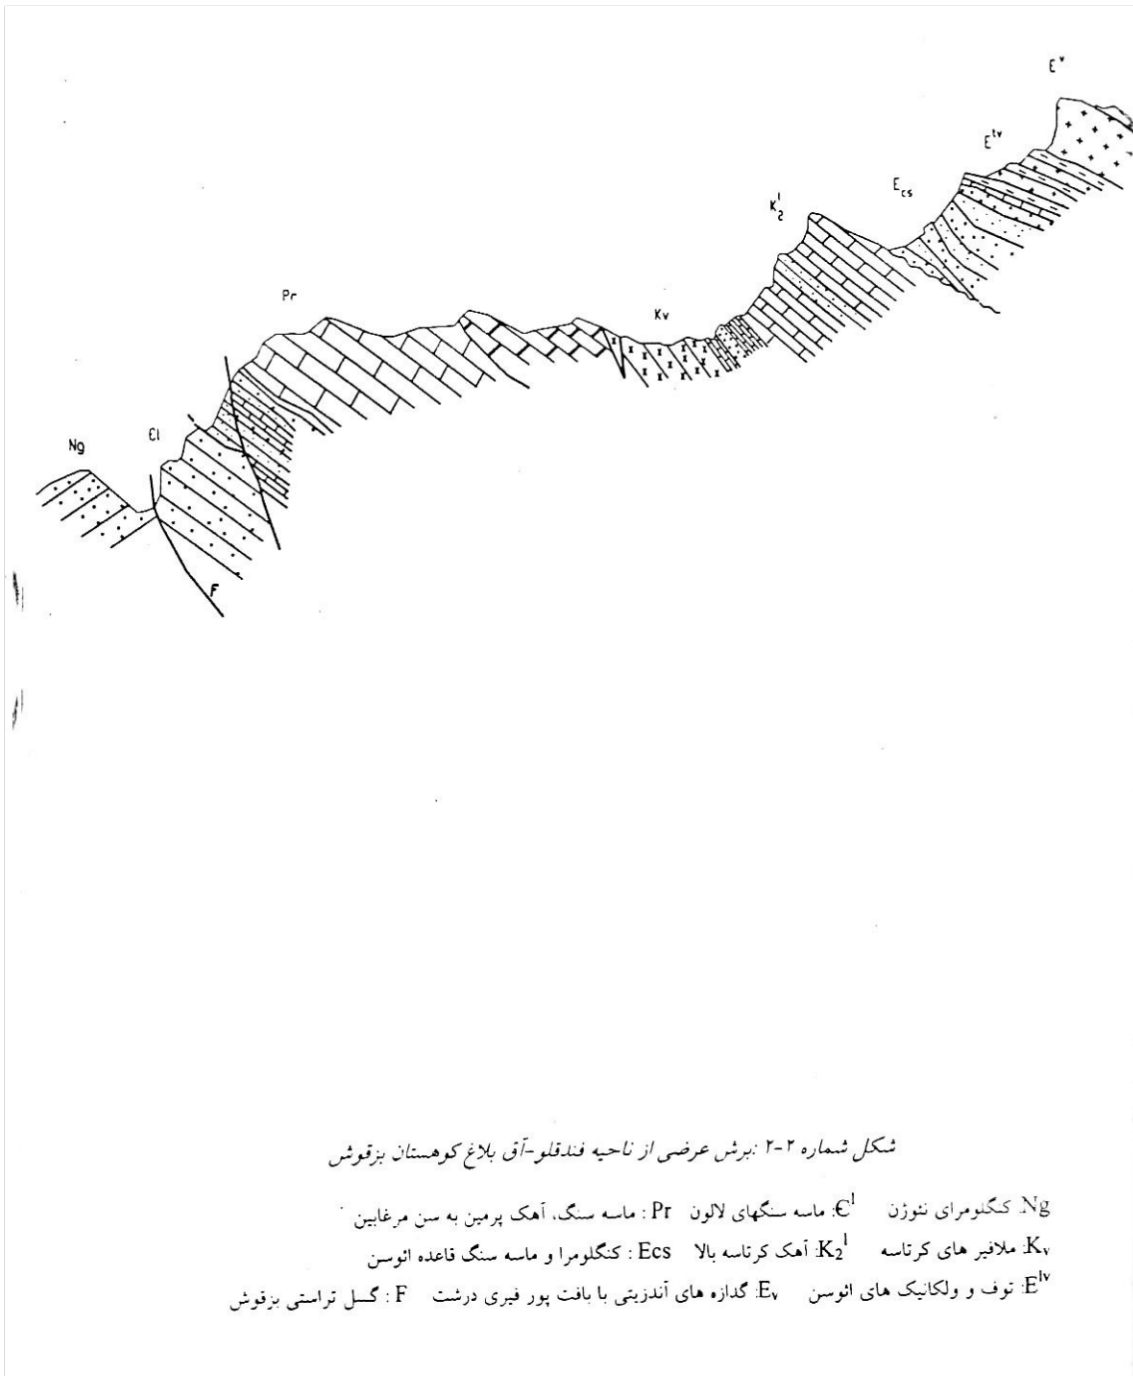 E^v
E^tv
E_cs
K_2^l
Pr
Kv
Ng
Єl
F
شکل شماره ۲-۲ :برش عرضی از ناحیه فندقلو-آق بلاغ کوهستان بزقوش
Ng: کنگلومرای نئوژن Є^l: ماسه سنگهای لالون Pr : ماسه سنگ، آهک پرمین به سن مرغابین
K_v: ملافیر های کرتاسه K_2^l: آهک کرتاسه بالا Ecs : کنگلومرا و ماسه سنگ قاعده ائوسن
E^lv: توف و ولکانیک های ائوسن E_v: گدازه های آندزیتی با بافت پور فیری درشت F : گسل تراستی بزقوش